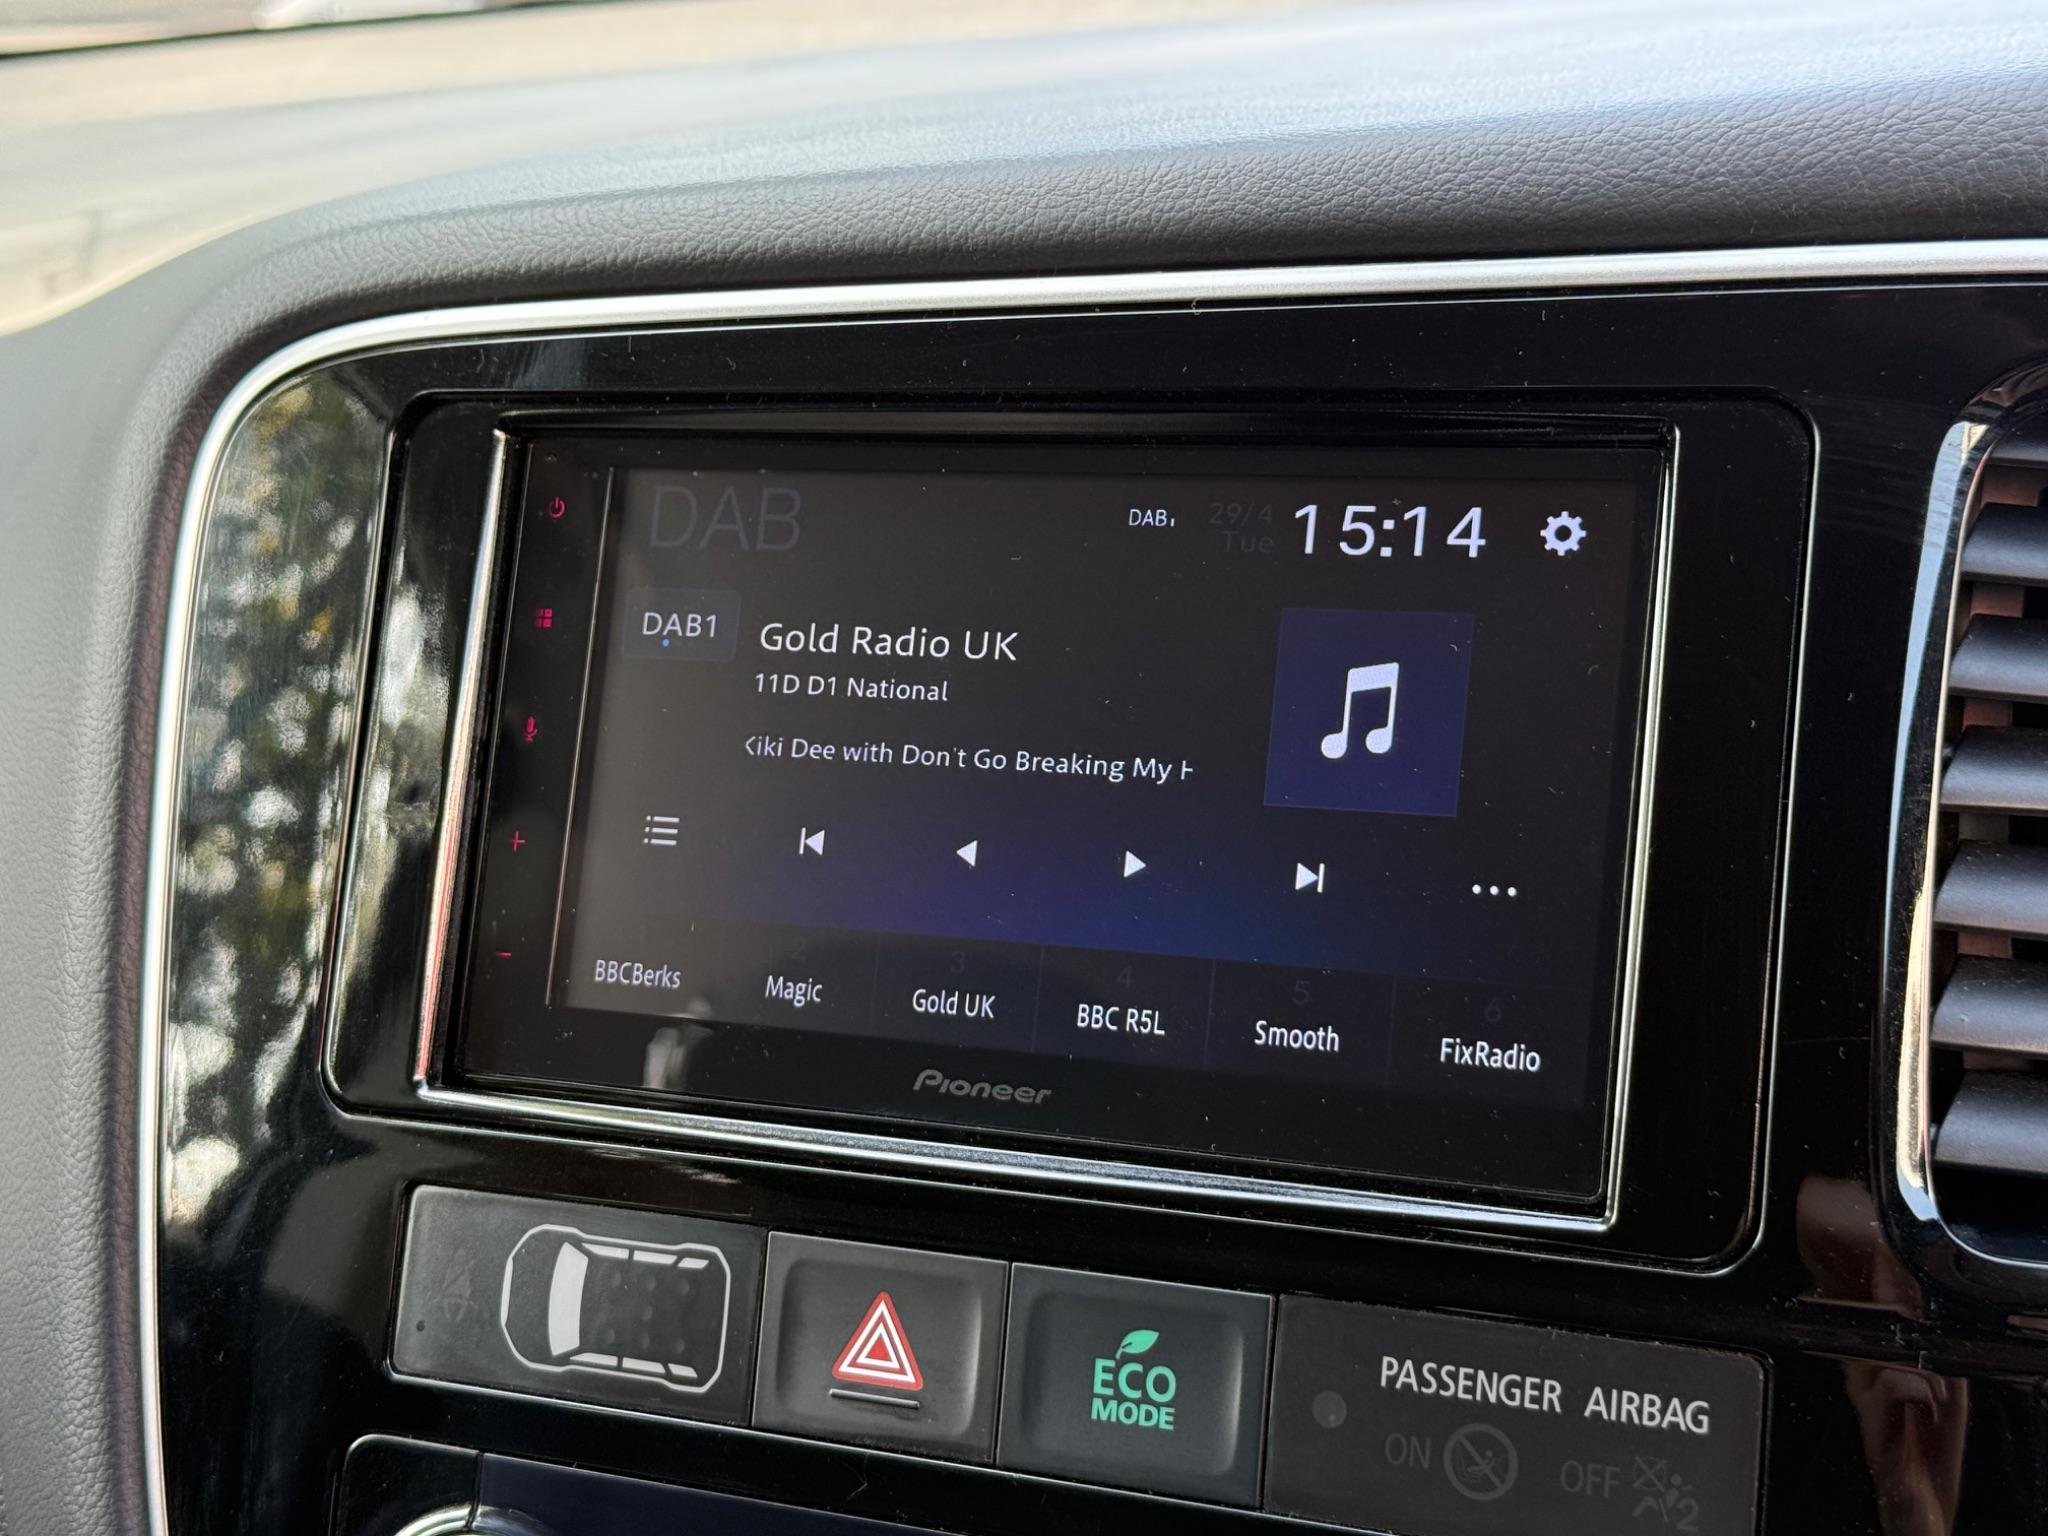 DAB
DAB
29/4
Tue
15:14
DAB1
Gold Radio UK
11D D1 National
Kiki Dee with Don't Go Breaking My H
2
3
4
5
6
BBCBerks
Magic
Gold UK
BBC R5L
Smooth
FixRadio
Pioneer
ECO
MODE
PASSENGER AIRBAG
ON
OFF
2